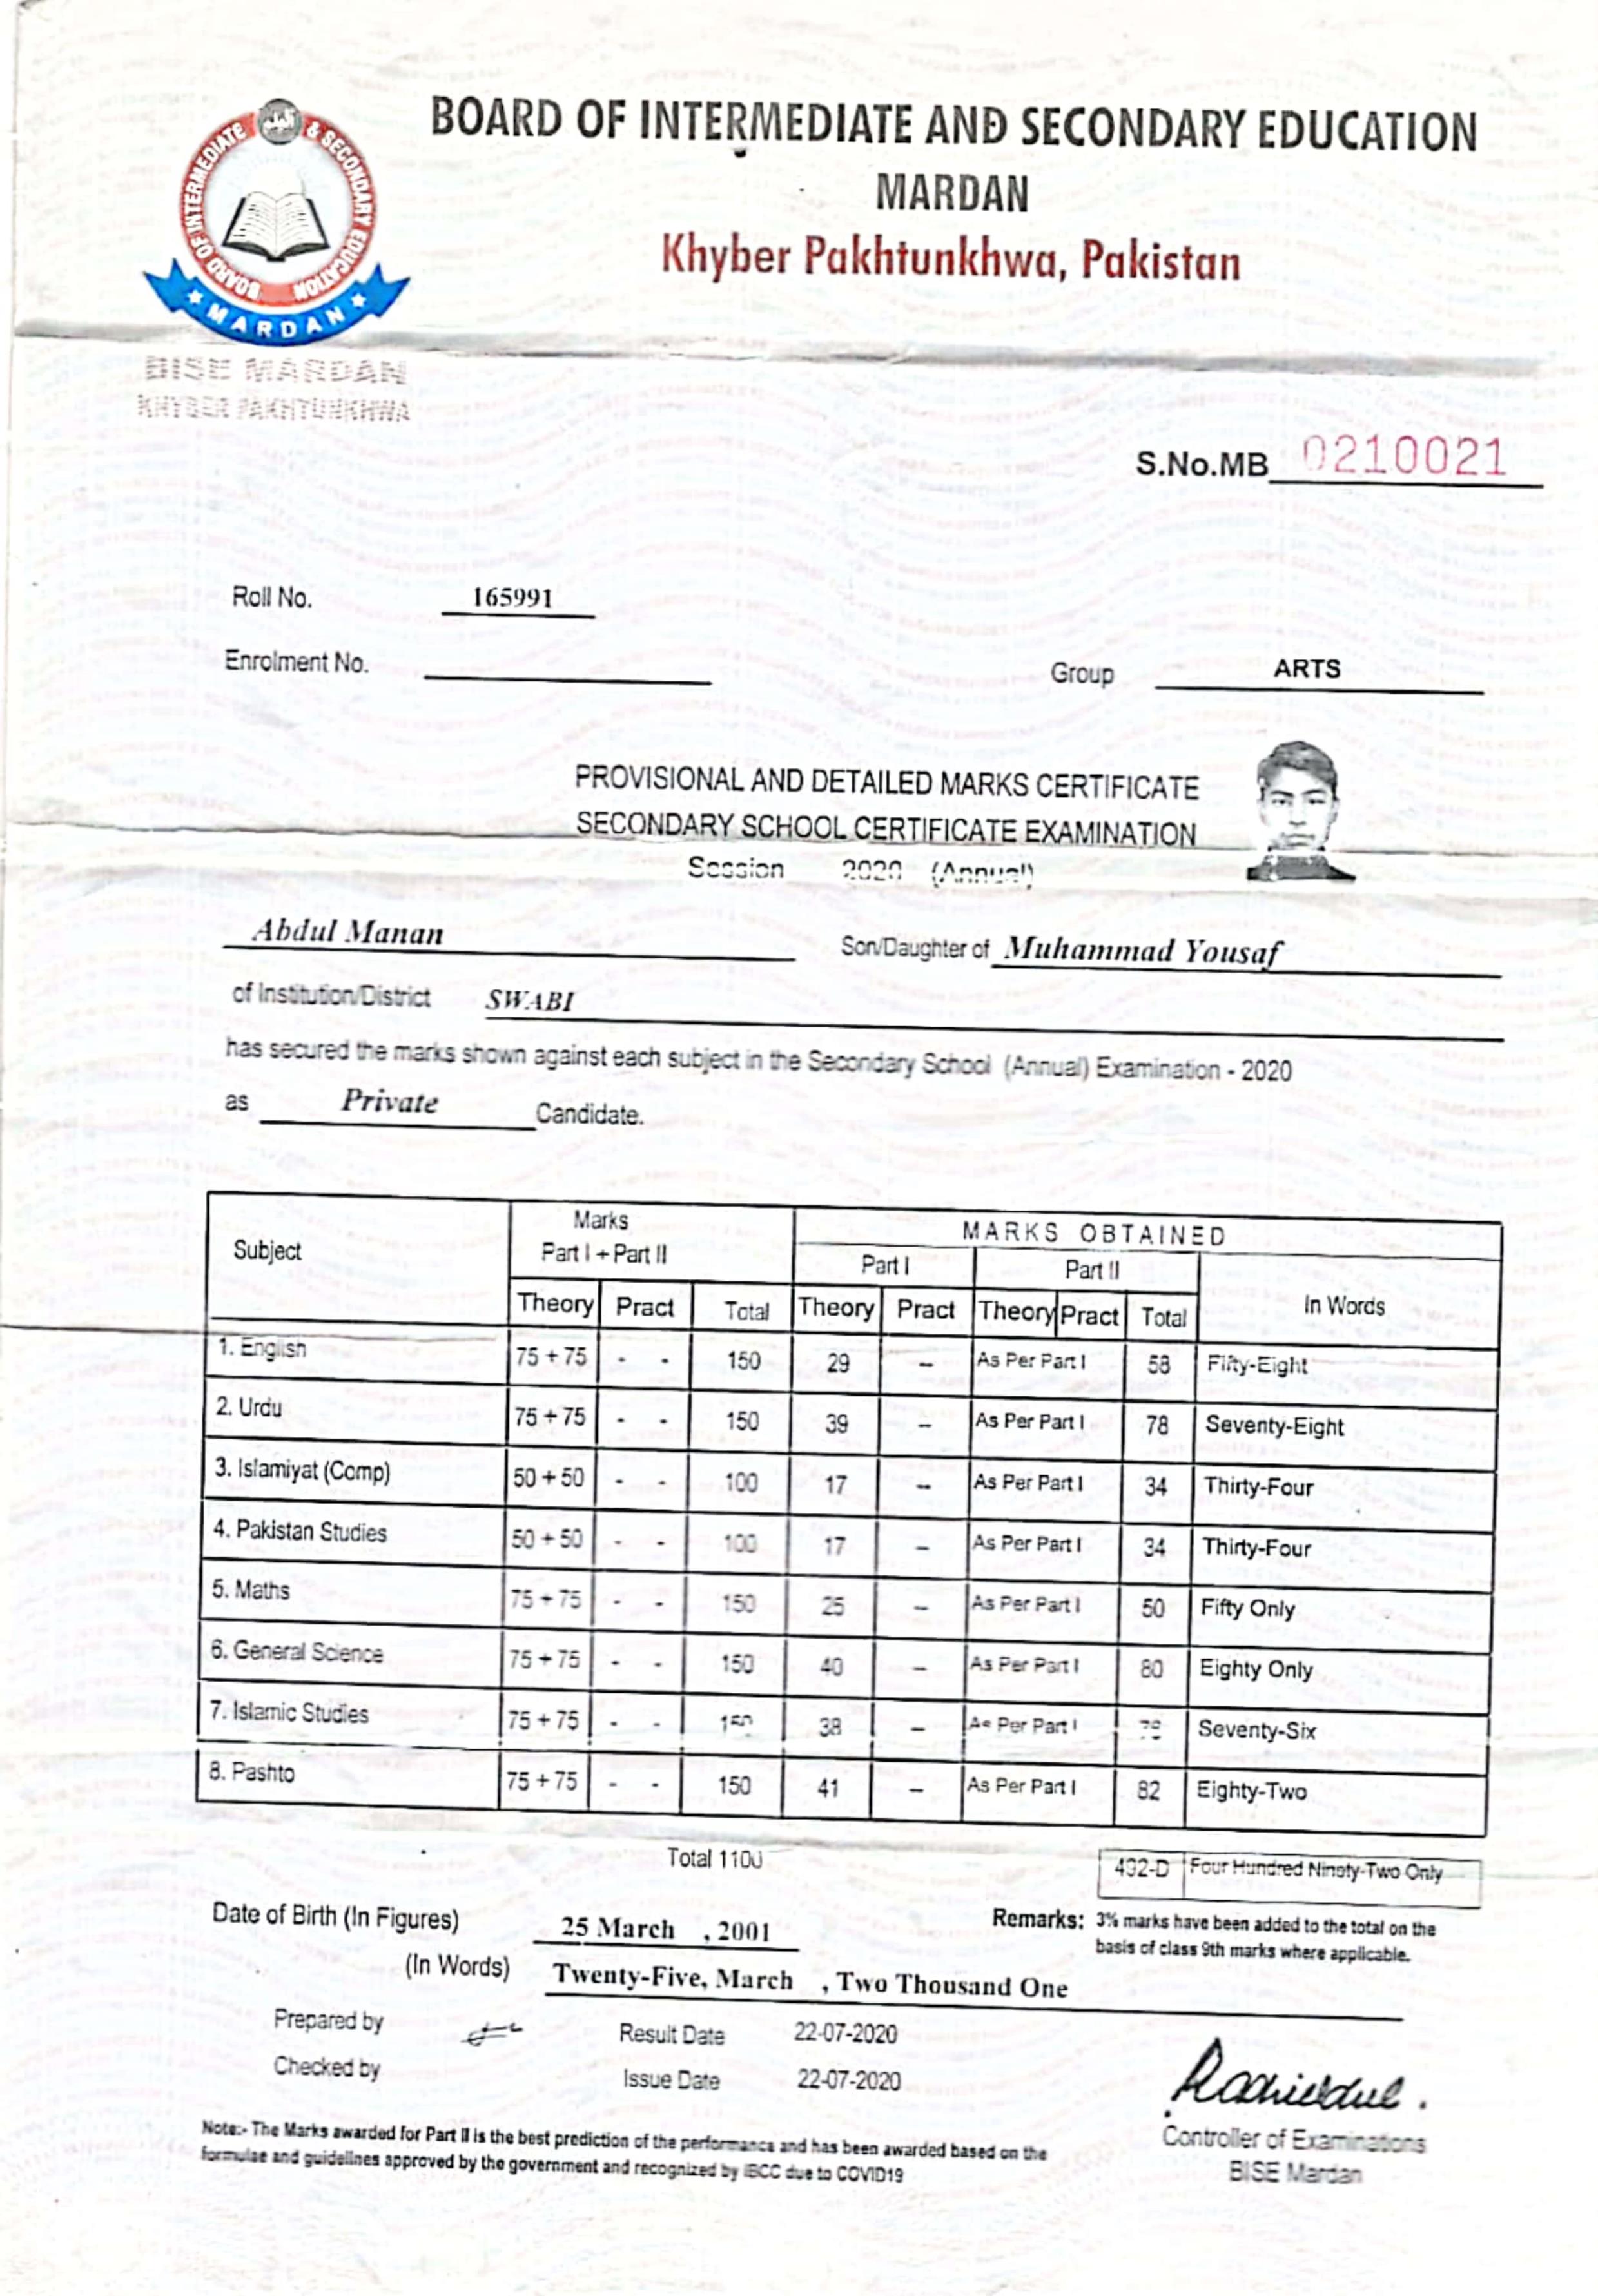 BOARD OF INTERMEDIATE AND SECONDARY EDUCATION
MARDAN
Khyber Pakhtunkhwa, Pakistan
BOARD OF INTERMEDIATE & SECONDARY EDUCATION
MARDAN
BISE MARDAN
KHYBER PAKHTUNKHWA
S.No.MB 0210021
Roll No. 165991
Enrolment No.
Group ARTS
PROVISIONAL AND DETAILED MARKS CERTIFICATE
SECONDARY SCHOOL CERTIFICATE EXAMINATION
Session 2020 (Annual)
Abdul Manan Son/Daughter of Muhammad Yousaf
of Institution/District SWABI
has secured the marks shown against each subject in the Secondary School (Annual) Examination - 2020
as Private Candidate.
Subject Marks Part I + Part II MARKS OBTAINED
Part I Part II In Words
Theory Pract Total Theory Pract Theory Pract Total
1. English 75 + 75 - - 150 29 -- As Per Part I 58 Fifty-Eight
2. Urdu 75 + 75 - - 150 39 -- As Per Part I 78 Seventy-Eight
3. Islamiyat (Comp) 50 + 50 - - 100 17 -- As Per Part I 34 Thirty-Four
4. Pakistan Studies 50 + 50 - - 100 17 -- As Per Part I 34 Thirty-Four
5. Maths 75 + 75 - - 150 25 -- As Per Part I 50 Fifty Only
6. General Science 75 + 75 - - 150 40 -- As Per Part I 80 Eighty Only
7. Islamic Studies 75 + 75 - - 150 38 -- As Per Part I Seventy-Six
8. Pashto 75 + 75 - - 150 41 -- As Per Part I 82 Eighty-Two
Total 1100 492-D Four Hundred Ninety-Two Only
Date of Birth (In Figures) 25 March , 2001
Remarks: 3% marks have been added to the total on the
basis of class 9th marks where applicable.
(In Words) Twenty-Five, March , Two Thousand One
Prepared by Result Date 22-07-2020
Checked by Issue Date 22-07-2020
Controller of Examinations
BISE Mardan
Note:- The Marks awarded for Part II is the best prediction of the performance and has been awarded based on the
formulae and guidelines approved by the government and recognized by IBCC due to COVID19